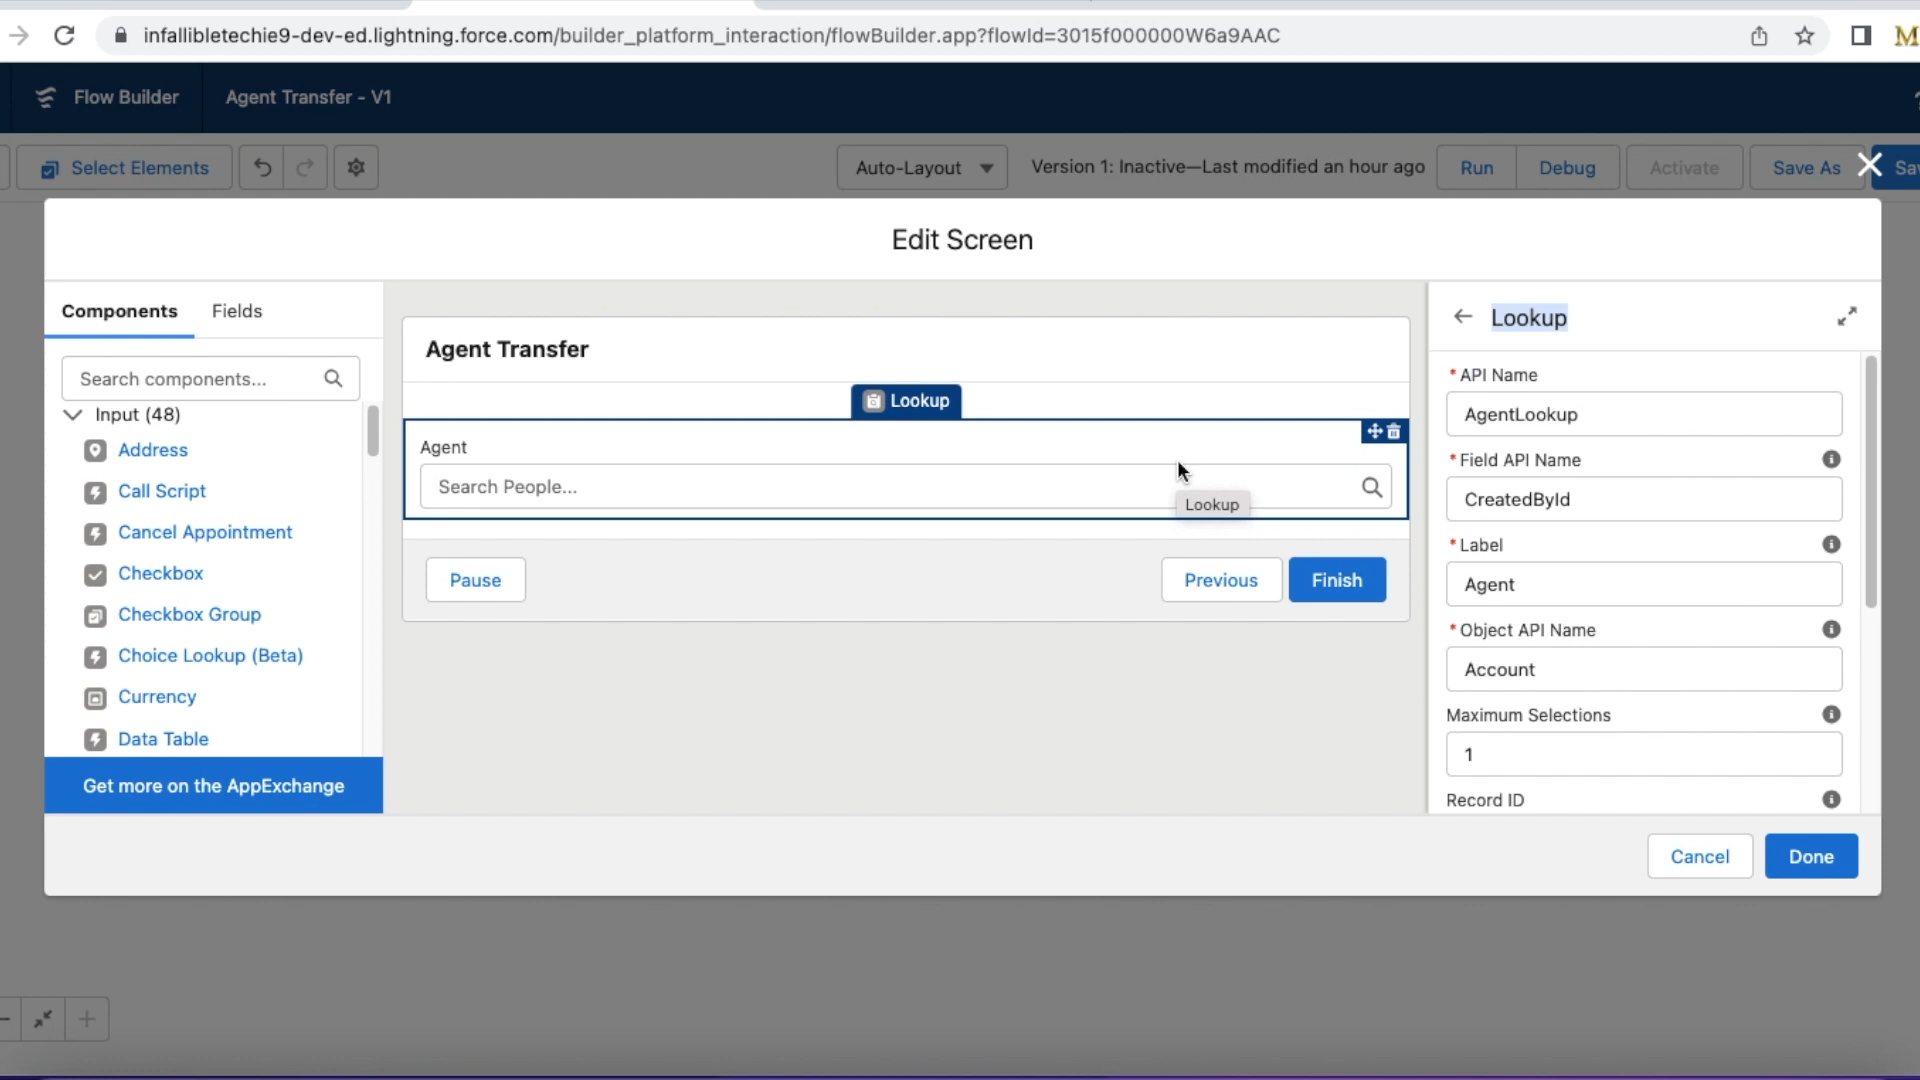 infallibletechie9-dev-ed.lightning.force.com/builder_platform_interaction/flowBuilder.app?flowId=3015f000000W6a9AAC
M
Flow Builder
Agent Transfer - V1
?
Select Elements
Auto-Layout
Version 1: Inactive—Last modified an hour ago
Run
Debug
Activate
Save As
Sav
Edit Screen
Components
Fields
Search components...
Input (48)
Address
Call Script
Cancel Appointment
Checkbox
Checkbox Group
Choice Lookup (Beta)
Currency
Data Table
Get more on the AppExchange
Agent Transfer
Lookup
Agent
Search People...
Lookup
Pause
Previous
Finish
Lookup
* API Name
AgentLookup
* Field API Name
CreatedById
* Label
Agent
* Object API Name
Account
Maximum Selections
1
Record ID
Cancel
Done